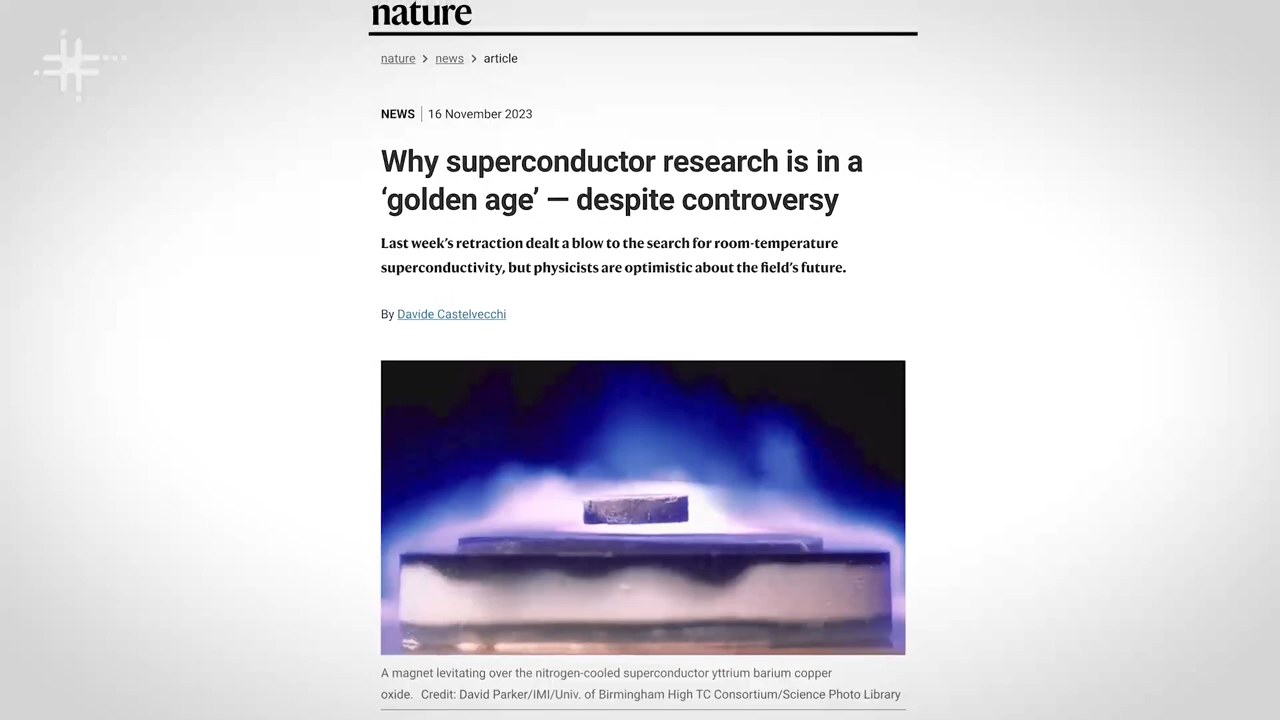 nature
nature > news > article
NEWS | 16 November 2023
Why superconductor research is in a
‘golden age’ — despite controversy
Last week’s retraction dealt a blow to the search for room-temperature
superconductivity, but physicists are optimistic about the field’s future.
By Davide Castelvecchi
A magnet levitating over the nitrogen-cooled superconductor yttrium barium copper
oxide. Credit: David Parker/IMI/Univ. of Birmingham High TC Consortium/Science Photo Library